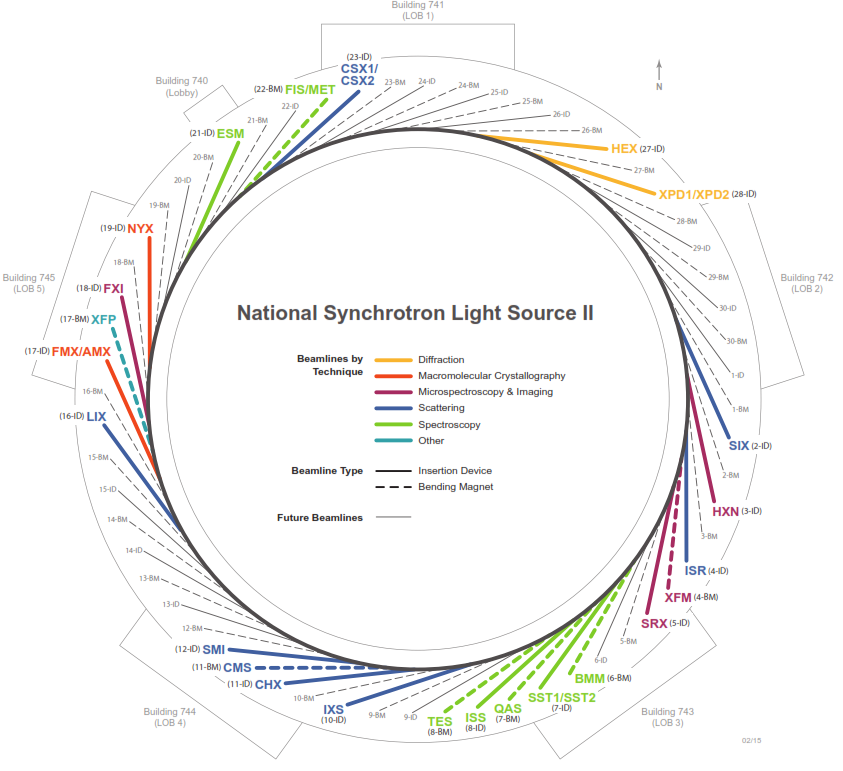 Building 741
(LOB 1)
(23-ID)
CSX1/
CSX2
23-BM
24-ID
24-BM
25-ID
25-BM
26-ID
26-BM
N
Building 740
(Lobby)
(22-BM) FIS/MET
22-ID
21-BM
(21-ID) ESM
20-BM
20-ID
HEX (27-ID)
27-BM
XPD1/XPD2 (28-ID)
28-BM
29-ID
29-BM
30-ID
30-BM
1-ID
1-BM
Building 742
(LOB 2)
19-BM
(19-ID) NYX
18-BM
Building 745
(LOB 5)
(18-ID) FXI
(17-BM) XFP
(17-ID) FMX/AMX
16-BM
(16-ID) LIX
15-BM
15-ID
14-BM
14-ID
13-BM
13-ID
12-BM
National Synchrotron Light Source II
Beamlines by
Technique
Diffraction
Macromolecular Crystallography
Microspectroscopy & Imaging
Scattering
Spectroscopy
Other
Beamline Type
Insertion Device
Bending Magnet
Future Beamlines
SIX (2-ID)
2-BM
HXN (3-ID)
3-BM
ISR (4-ID)
XFM (4-BM)
SRX (5-ID)
5-BM
6-ID
BMM (6-BM)
SST1/SST2
(7-ID)
QAS
(7-BM)
ISS
(8-ID)
TES
(8-BM)
9-ID
9-BM
IXS
(10-ID)
10-BM
(11-ID) CHX
(11-BM) CMS
(12-ID) SMI
Building 744
(LOB 4)
Building 743
(LOB 3)
02/15